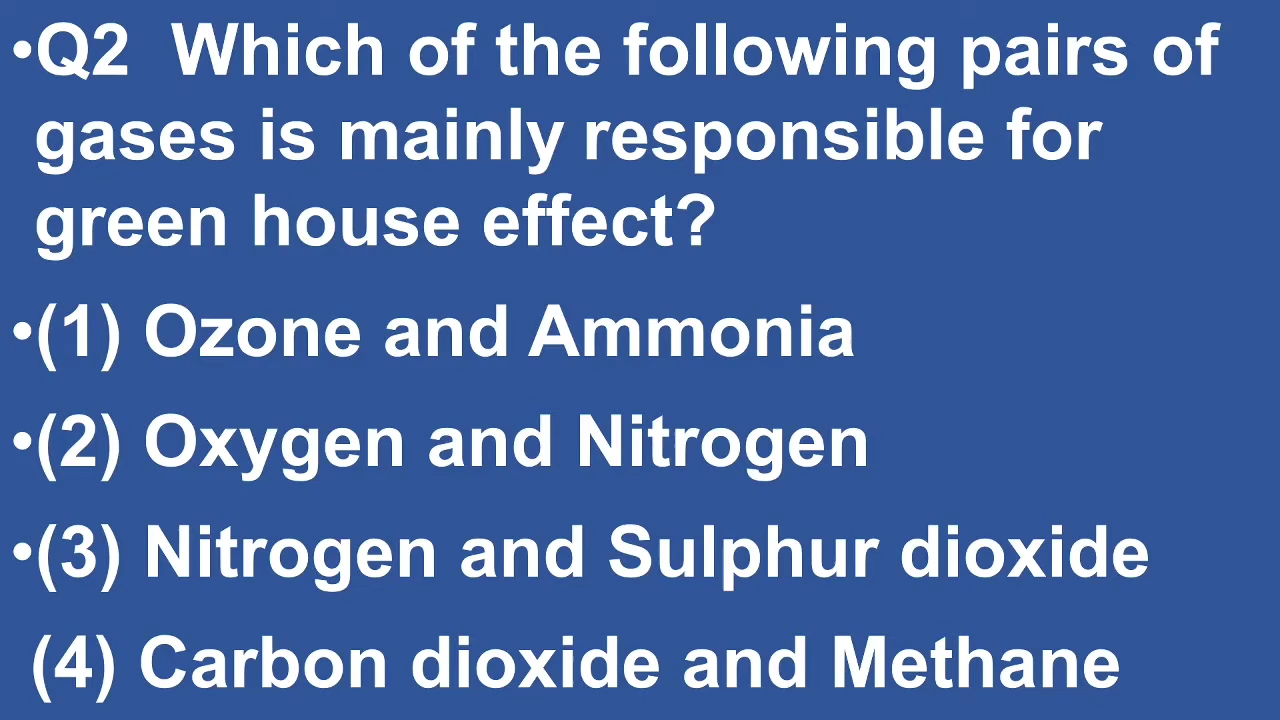 •Q2 Which of the following pairs of
gases is mainly responsible for
green house effect?
•(1) Ozone and Ammonia
•(2) Oxygen and Nitrogen
•(3) Nitrogen and Sulphur dioxide
(4) Carbon dioxide and Methane